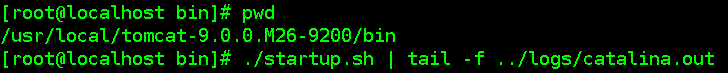 [root@localhost bin]# pwd
/usr/local/tomcat-9.0.0.M26-9200/bin
[root@localhost bin]# ./startup.sh | tail -f ../logs/catalina.out